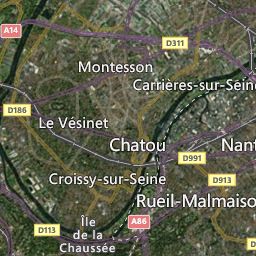 A14
D311
Montesson
Carrières-sur-Seine
D186
Le Vésinet
Chatou
D991
Nant
Croissy-sur-Seine
D913
Rueil-Malmaiso
Île
de la
Chaussée
A86
D113